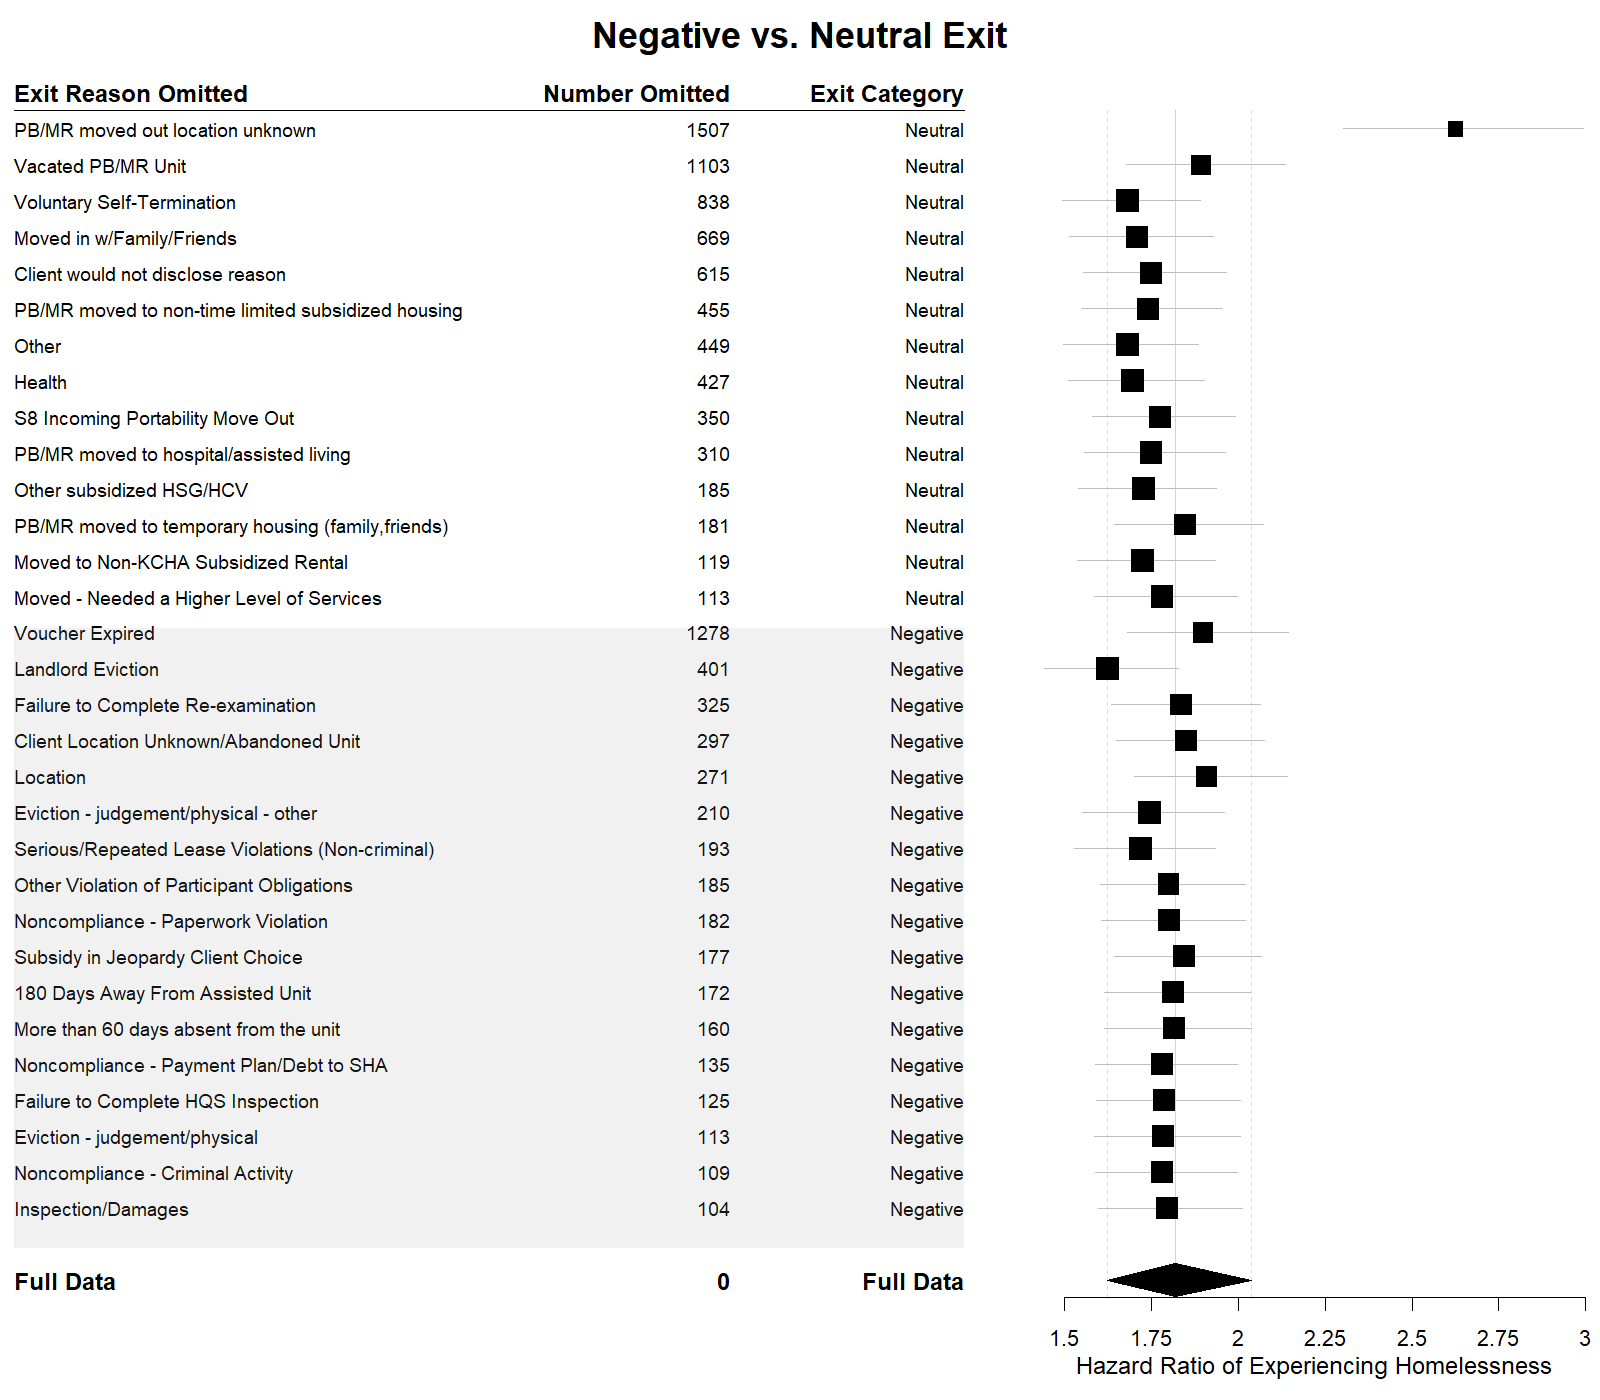 Negative vs. Neutral Exit
Exit Reason Omitted Number Omitted Exit Category
PB/MR moved out location unknown 1507 Neutral
Vacated PB/MR Unit 1103 Neutral
Voluntary Self-Termination 838 Neutral
Moved in w/Family/Friends 669 Neutral
Client would not disclose reason 615 Neutral
PB/MR moved to non-time limited subsidized housing 455 Neutral
Other 449 Neutral
Health 427 Neutral
S8 Incoming Portability Move Out 350 Neutral
PB/MR moved to hospital/assisted living 310 Neutral
Other subsidized HSG/HCV 185 Neutral
PB/MR moved to temporary housing (family,friends) 181 Neutral
Moved to Non-KCHA Subsidized Rental 119 Neutral
Moved - Needed a Higher Level of Services 113 Neutral
Voucher Expired 1278 Negative
Landlord Eviction 401 Negative
Failure to Complete Re-examination 325 Negative
Client Location Unknown/Abandoned Unit 297 Negative
Location 271 Negative
Eviction - judgement/physical - other 210 Negative
Serious/Repeated Lease Violations (Non-criminal) 193 Negative
Other Violation of Participant Obligations 185 Negative
Noncompliance - Paperwork Violation 182 Negative
Subsidy in Jeopardy Client Choice 177 Negative
180 Days Away From Assisted Unit 172 Negative
More than 60 days absent from the unit 160 Negative
Noncompliance - Payment Plan/Debt to SHA 135 Negative
Failure to Complete HQS Inspection 125 Negative
Eviction - judgement/physical 113 Negative
Noncompliance - Criminal Activity 109 Negative
Inspection/Damages 104 Negative
Full Data 0 Full Data
1.5 1.75 2 2.25 2.5 2.75 3
Hazard Ratio of Experiencing Homelessness